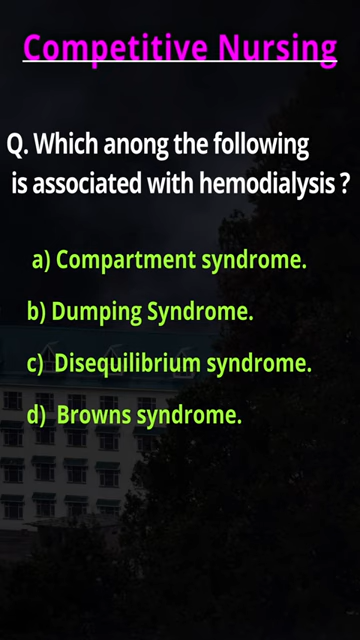 Competitive Nursing
Q. Which anong the following
is associated with hemodialysis ?
a) Compartment syndrome.
b) Dumping Syndrome.
c) Disequilibrium syndrome.
d) Browns syndrome.